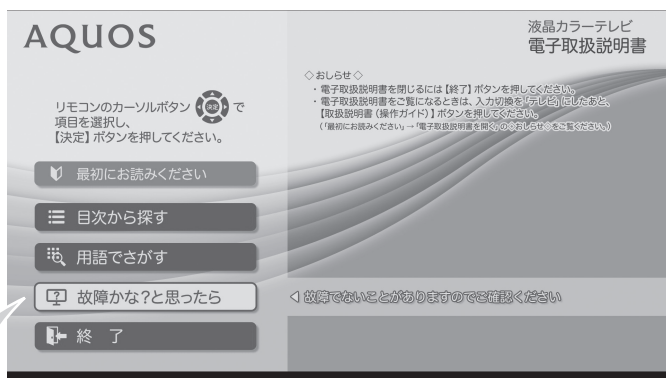 AQUOS
液晶カラーテレビ
電子取扱説明書
リモコンのカーソルボタン 決定 で
項目を選択し、
【決定】ボタンを押してください。
◇おしらせ◇
・電子取扱説明書を閉じるには【終了】ボタンを押してください。
・電子取扱説明書をご覧になるときは、入力切換を「テレビ」にしたあと、
【取扱説明書（操作ガイド）】ボタンを押してください。
（「最初にお読みください」→「電子取扱説明書を開く」の◇おしらせ◇をご覧ください。）
最初にお読みください
目次から探す
用語でさがす
故障かな?と思ったら
故障でないことがありますのでご確認ください
終 了